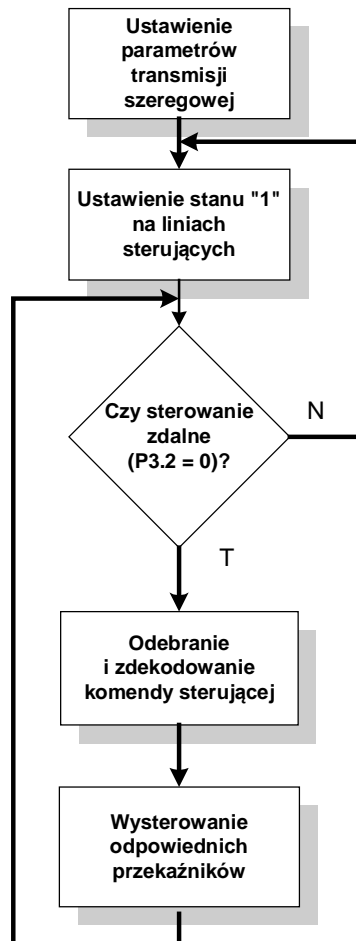 Ustawienie
parametrów
transmisji
szeregowej
Ustawienie stanu "1"
na liniach
sterujących
Czy sterowanie
zdalne
(P3.2 = 0)?
N
T
Odebranie
i zdekodowanie
komendy sterującej
Wysterowanie
odpowiednich
przekaźników